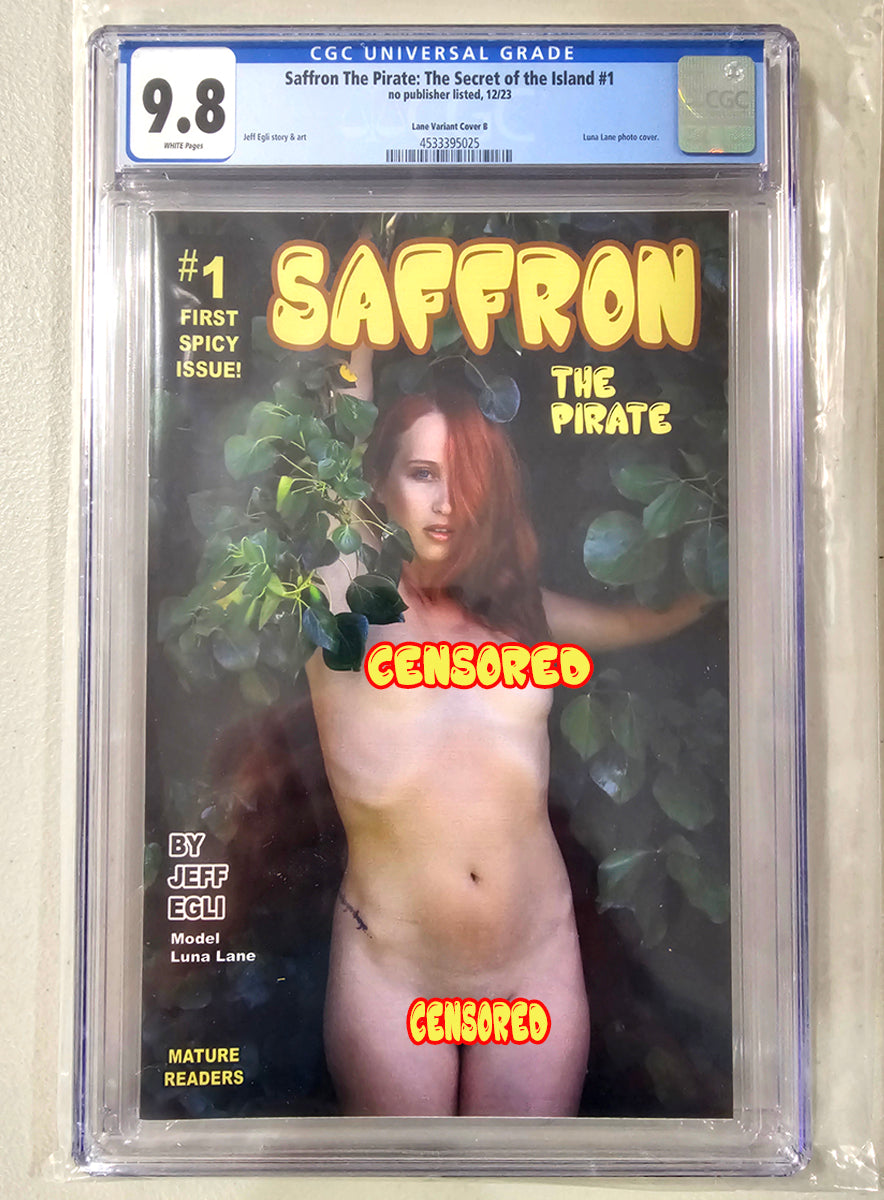 CGC UNIVERSAL GRADE
9.8
WHITE Pages
Saffron The Pirate: The Secret of the Island #1
no publisher listed, 12/23
Lane Variant Cover B
Jeff Egli story & art
4533395025
Luna Lane photo cover.
CGC
#1
FIRST
SPICY
ISSUE!
SAFFRON
THE
PIRATE
CENSORED
BY
JEFF
EGLI
Model
Luna Lane
CENSORED
MATURE
READERS